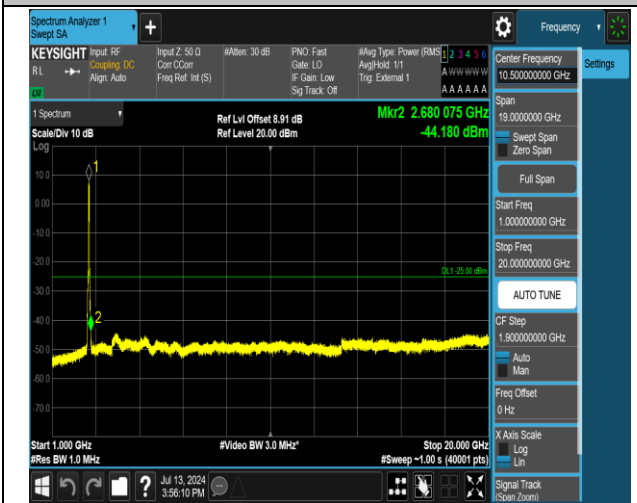 Spectrum Analyzer 1
Swept SA
+
Frequency
KEYSIGHT
RL
LXI
Input: RF
Coupling: DC
Align: Auto
Input Z: 50 Ω
Corr CCorr
Freq Ref: Int (S)
#Atten: 30 dB
PNO: Fast
Gate: LO
IF Gain: Low
Sig Track: Off
#Avg Type: Power (RMS
Avg|Hold: 1/1
Trig: External 1
1 2 3 4 5 6
A W W W W W
A A A A A A
1 Spectrum
Scale/Div 10 dB
Log
Ref Lvl Offset 8.91 dB
Ref Level 20.00 dBm
Mkr2 2.680 075 GHz
-44.180 dBm
10.0
0.00
-10.0
-20.0
-30.0
-40.0
-50.0
-60.0
-70.0
1
2
DL1 -25.00 dBm
Start 1.000 GHz
#Res BW 1.0 MHz
#Video BW 3.0 MHz*
Stop 20.000 GHz
#Sweep ~1.00 s (40001 pts)
?
Jul 13, 2024
3:56:10 PM
Center Frequency
10.500000000 GHz
Span
19.0000000 GHz
Swept Span
Zero Span
Full Span
Start Freq
1.000000000 GHz
Stop Freq
20.000000000 GHz
AUTO TUNE
CF Step
1.900000000 GHz
Auto
Man
Freq Offset
0 Hz
X Axis Scale
Log
Lin
Signal Track
(Span Zoom)
Settings